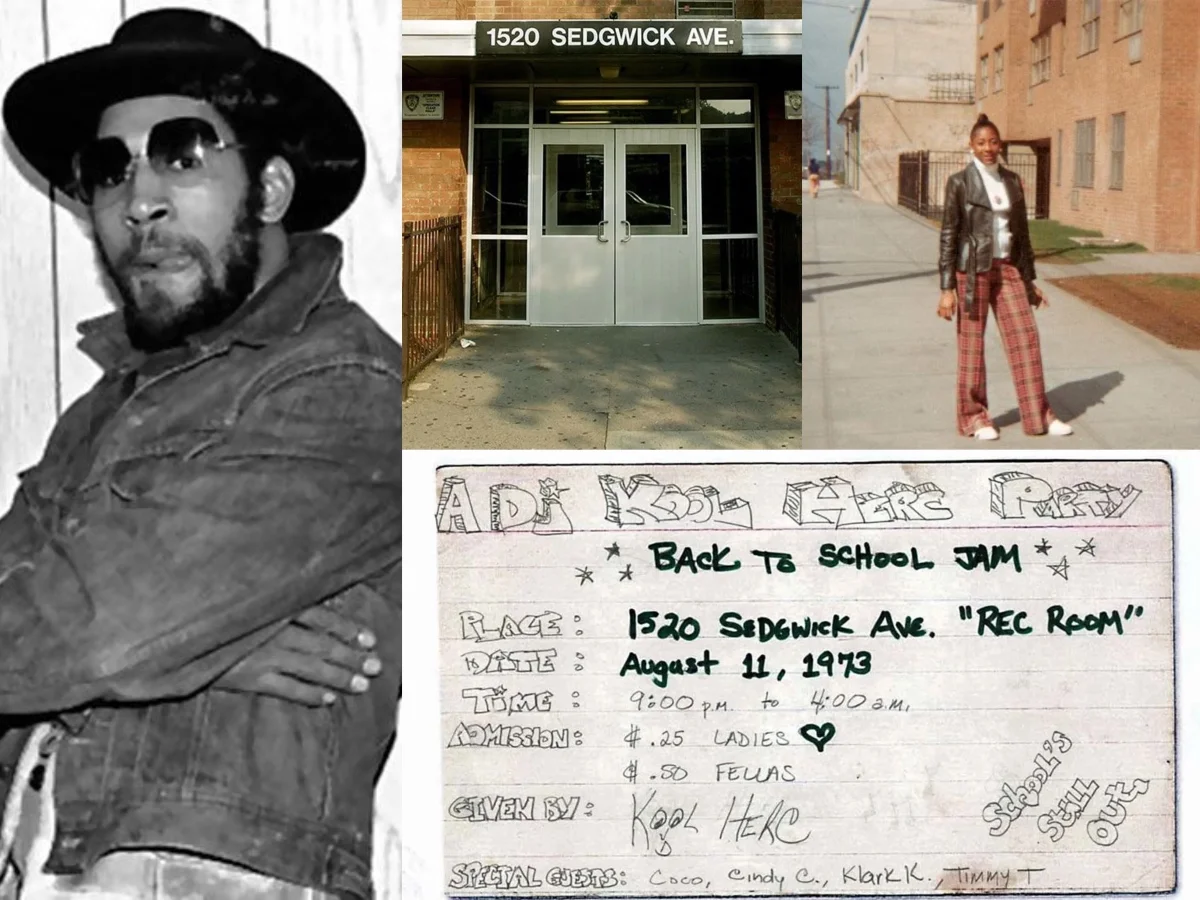 1520 SEDGWICK AVE.
A DJ KOOL HERC PARTY
BACK TO SCHOOL JAM
PLACE: 1520 SEDGWICK AVE. "REC ROOM"
DATE: August 11, 1973
TIME: 9:00 p.m. to 4:00 a.m.
ADMISSION: $.25 LADIES
$.50 FELLAS
GIVEN BY: KOOL HERC
SCHOOL'S
STILL
OUT.
SPECIAL GUESTS: Coco, Cindy C., Klark K., Timmy T